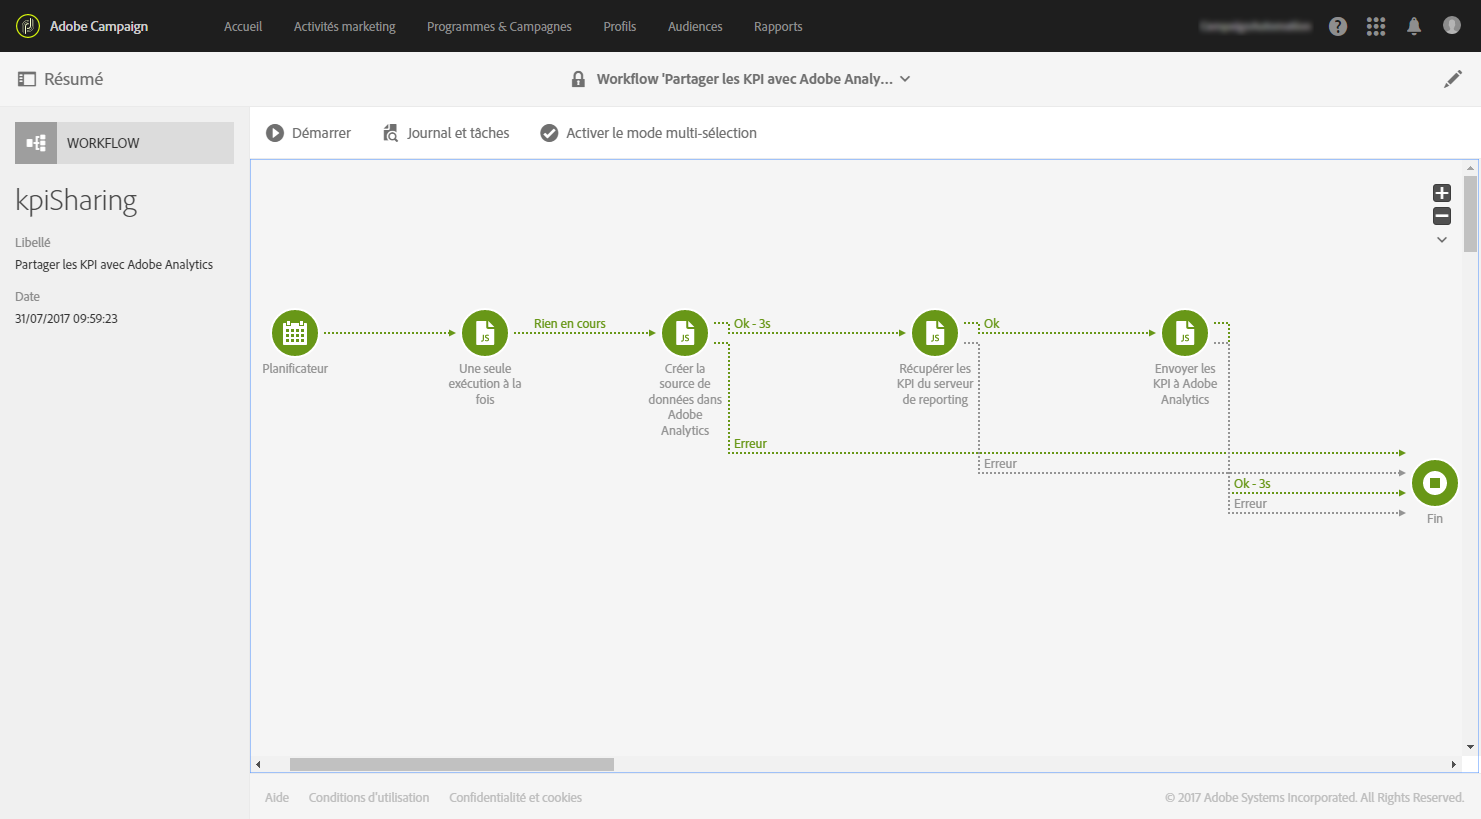 Adobe Campaign
Accueil
Activités marketing
Programmes & Campagnes
Profils
Audiences
Rapports
Résumé
Workflow 'Partager les KPI avec Adobe Analy...
WORKFLOW
Démarrer
Journal et tâches
Activer le mode multi-sélection
kpiSharing
Libellé
Partager les KPI avec Adobe Analytics
Date
31/07/2017 09:59:23
Planificateur
Une seule
exécution à la
fois
Rien en cours
Créer la
source de
données dans
Adobe
Analytics
Ok - 3s
Récupérer les
KPI du serveur
de reporting
Ok
Envoyer les
KPI à Adobe
Analytics
JS
JS
JS
JS
Erreur
Erreur
Ok - 3s
Erreur
Fin
Aide
Conditions d'utilisation
Confidentialité et cookies
© 2017 Adobe Systems Incorporated. All Rights Reserved.